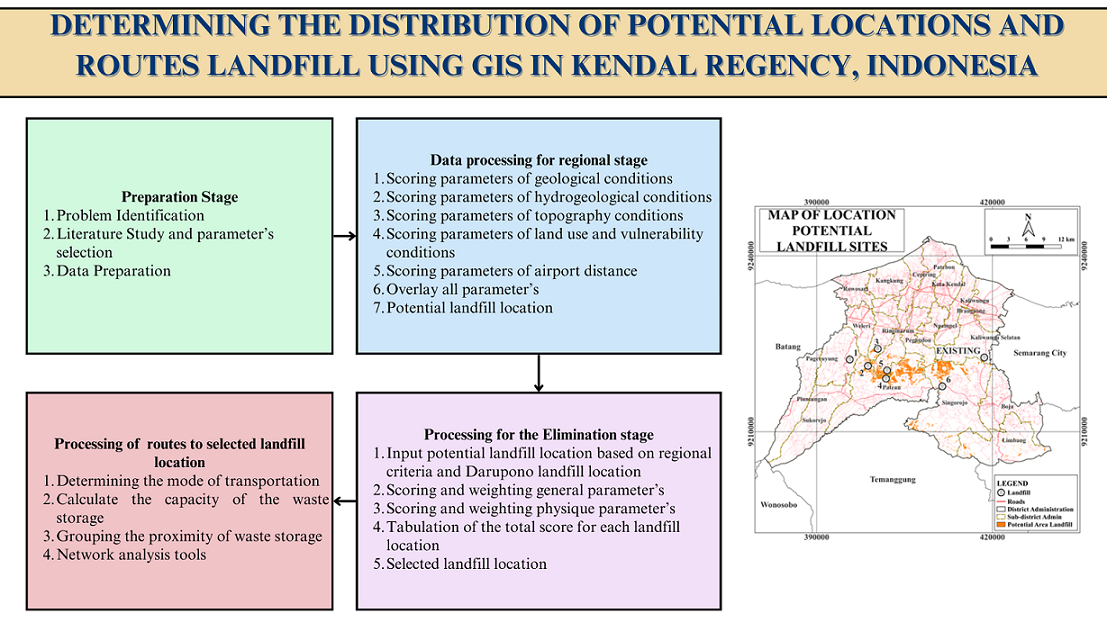 DETERMINING THE DISTRIBUTION OF POTENTIAL LOCATIONS AND
ROUTES LANDFILL USING GIS IN KENDAL REGENCY, INDONESIA
Preparation Stage
1. Problem Identification
2. Literature Study and parameter's
selection
3. Data Preparation
Data processing for regional stage
1. Scoring parameters of geological conditions
2. Scoring parameters of hydrogeological conditions
3. Scoring parameters of topography conditions
4. Scoring parameters of land use and vulnerability
conditions
5. Scoring parameters of airport distance
6. Overlay all parameter's
7. Potential landfill location
Processing of routes to selected landfill
location
1. Determining the mode of transportation
2. Calculate the capacity of the waste
storage
3. Grouping the proximity of waste storage
4. Network analysis tools
Processing for the Elimination stage
1. Input potential landfill location based on regional
criteria and Darupono landfill location
2. Scoring and weighting general parameter's
3. Scoring and weighting physique parameter's
4. Tabulation of the total score for each landfill
location
5. Selected landfill location
390000
420000
MAP OF LOCATION
POTENTIAL
LANDFILL SITES
N
0 3 6 9 12 km
9240000
9240000
Patebon
Cepiring
Kangkung
Kota Kendal
Rowosari
Kaliwungu
Brangsong
Weleri
Ringinarum
Ngampel
Pegandon
Kaliwungu Selatan
Batang
EXISTING
Semarang City
Pageruyung
1
2
3
4
5
6
Patean
Singorojo
Plantungan
Boja
Sukorejo
Limbangan
9210000
9210000
Temanggung
Wonosobo
LEGEND
Landfill
Roads
District Administration
Sub-district Admin
Potential Area Landfill
390000
420000